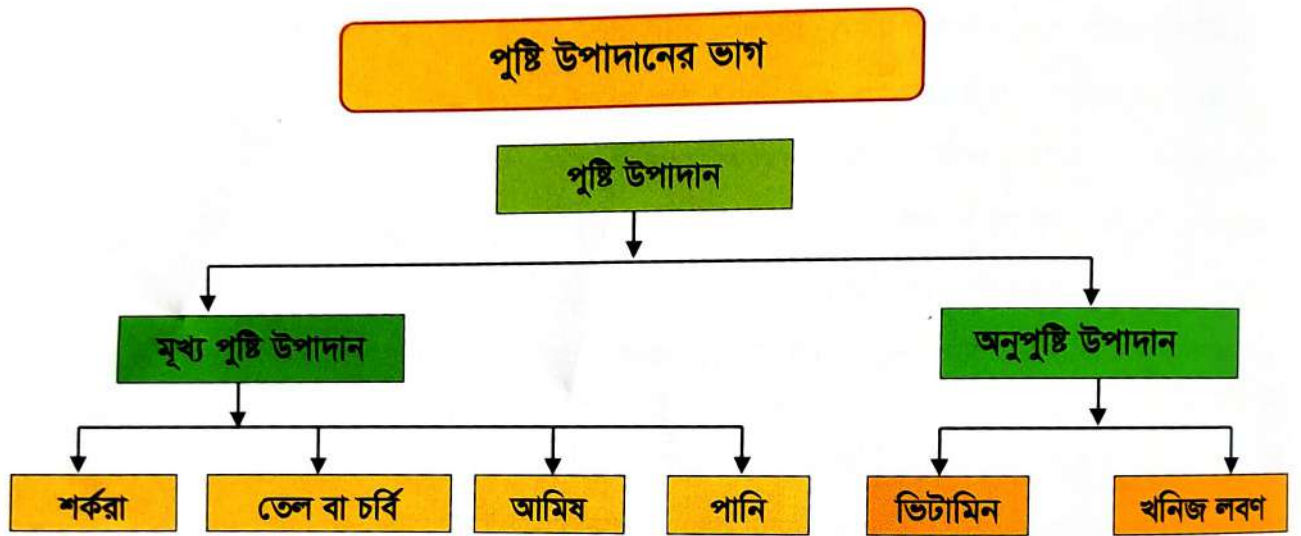 পুষ্টি উপাদানের ভাগ
পুষ্টি উপাদান
মূখ্য পুষ্টি উপাদান
অনুপুষ্টি উপাদান
শর্করা
তেল বা চর্বি
আমিষ
পানি
ভিটামিন
খনিজ লবণ